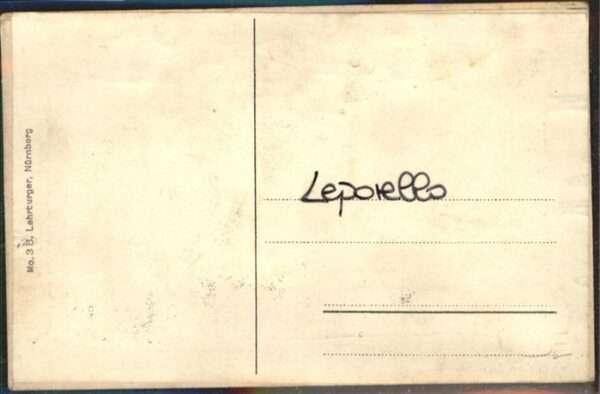 No. 3 B. Lehrburger, Nürnberg
Leporello